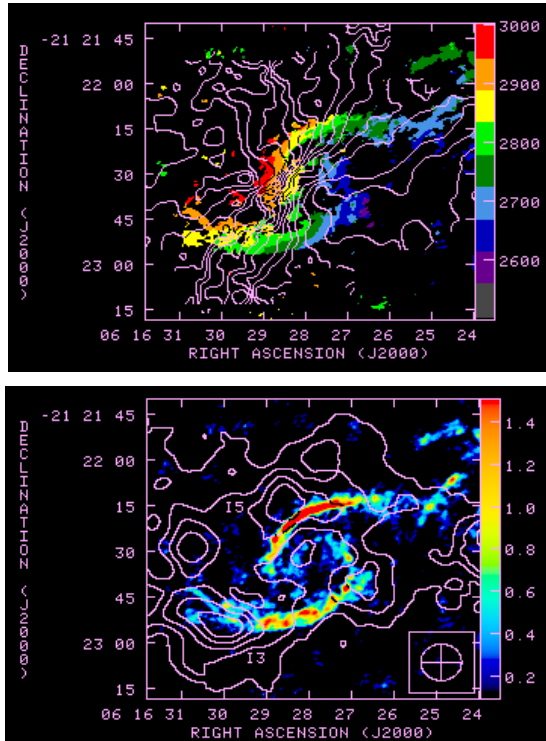 -21 21 45
22 00
15
30
45
23 00
15
DECLINATION (J2000)
3000
2900
2800
2700
2600
06 16 31 30 29 28 27 26 25 24
RIGHT ASCENSION (J2000)
-21 21 45
22 00
15
30
45
23 00
15
DECLINATION (J2000)
I5
I3
1.4
1.2
1.0
0.8
0.6
0.4
0.2
06 16 31 30 29 28 27 26 25 24
RIGHT ASCENSION (J2000)